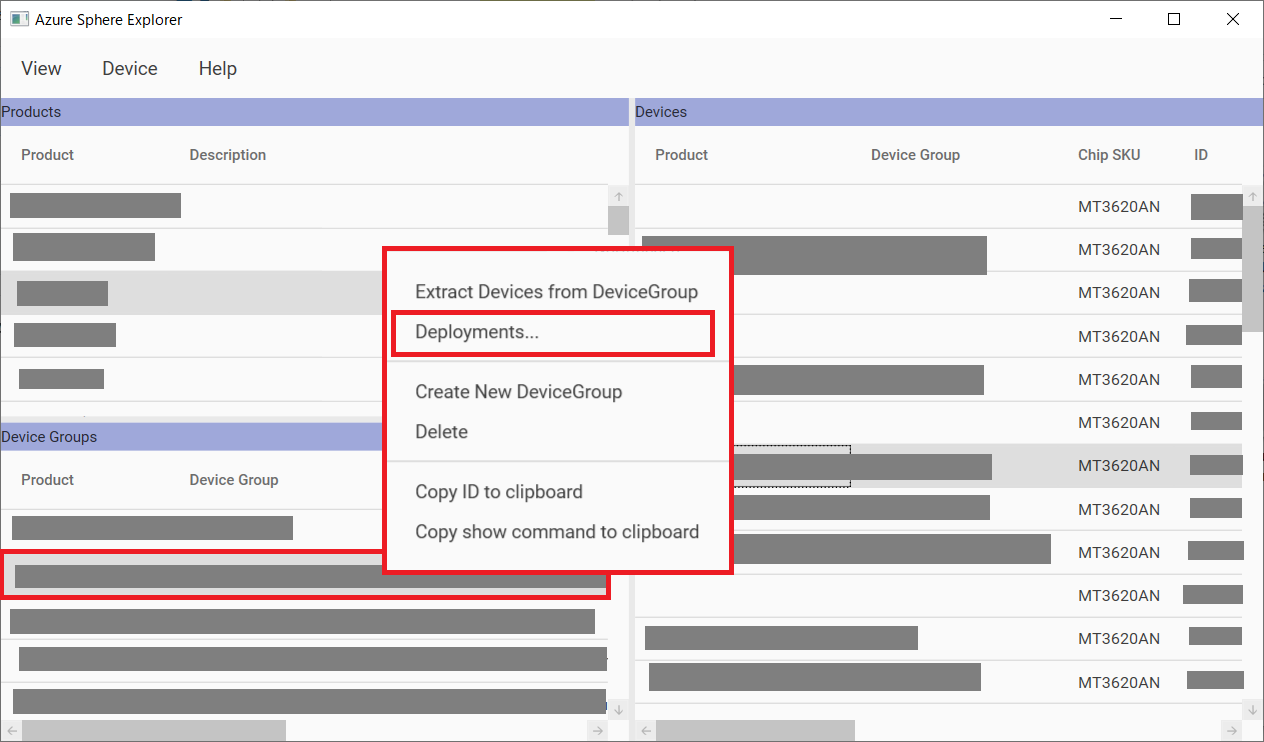 Azure Sphere Explorer
View Device Help
Products
Product Description
Device Groups
Product Device Group
Extract Devices from DeviceGroup
Deployments...
Create New DeviceGroup
Delete
Copy ID to clipboard
Copy show command to clipboard
Devices
Product Device Group Chip SKU ID
MT3620AN
MT3620AN
MT3620AN
MT3620AN
MT3620AN
MT3620AN
MT3620AN
MT3620AN
MT3620AN
MT3620AN
MT3620AN
MT3620AN